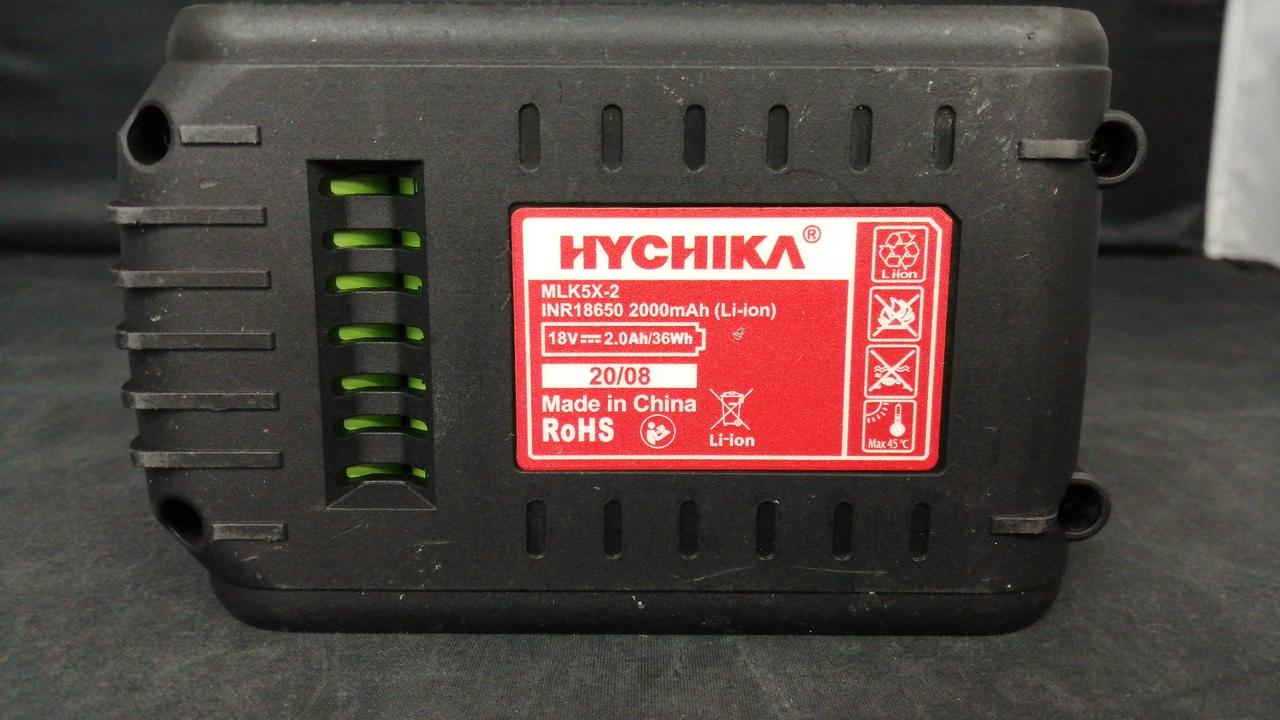 HYCHIKA®
MLK5X-2
INR18650 2000mAh (Li-ion)
18V⎓2.0Ah/36Wh
20/08
Made in China
RoHS
Li-ion
Li-ion
Max 45℃